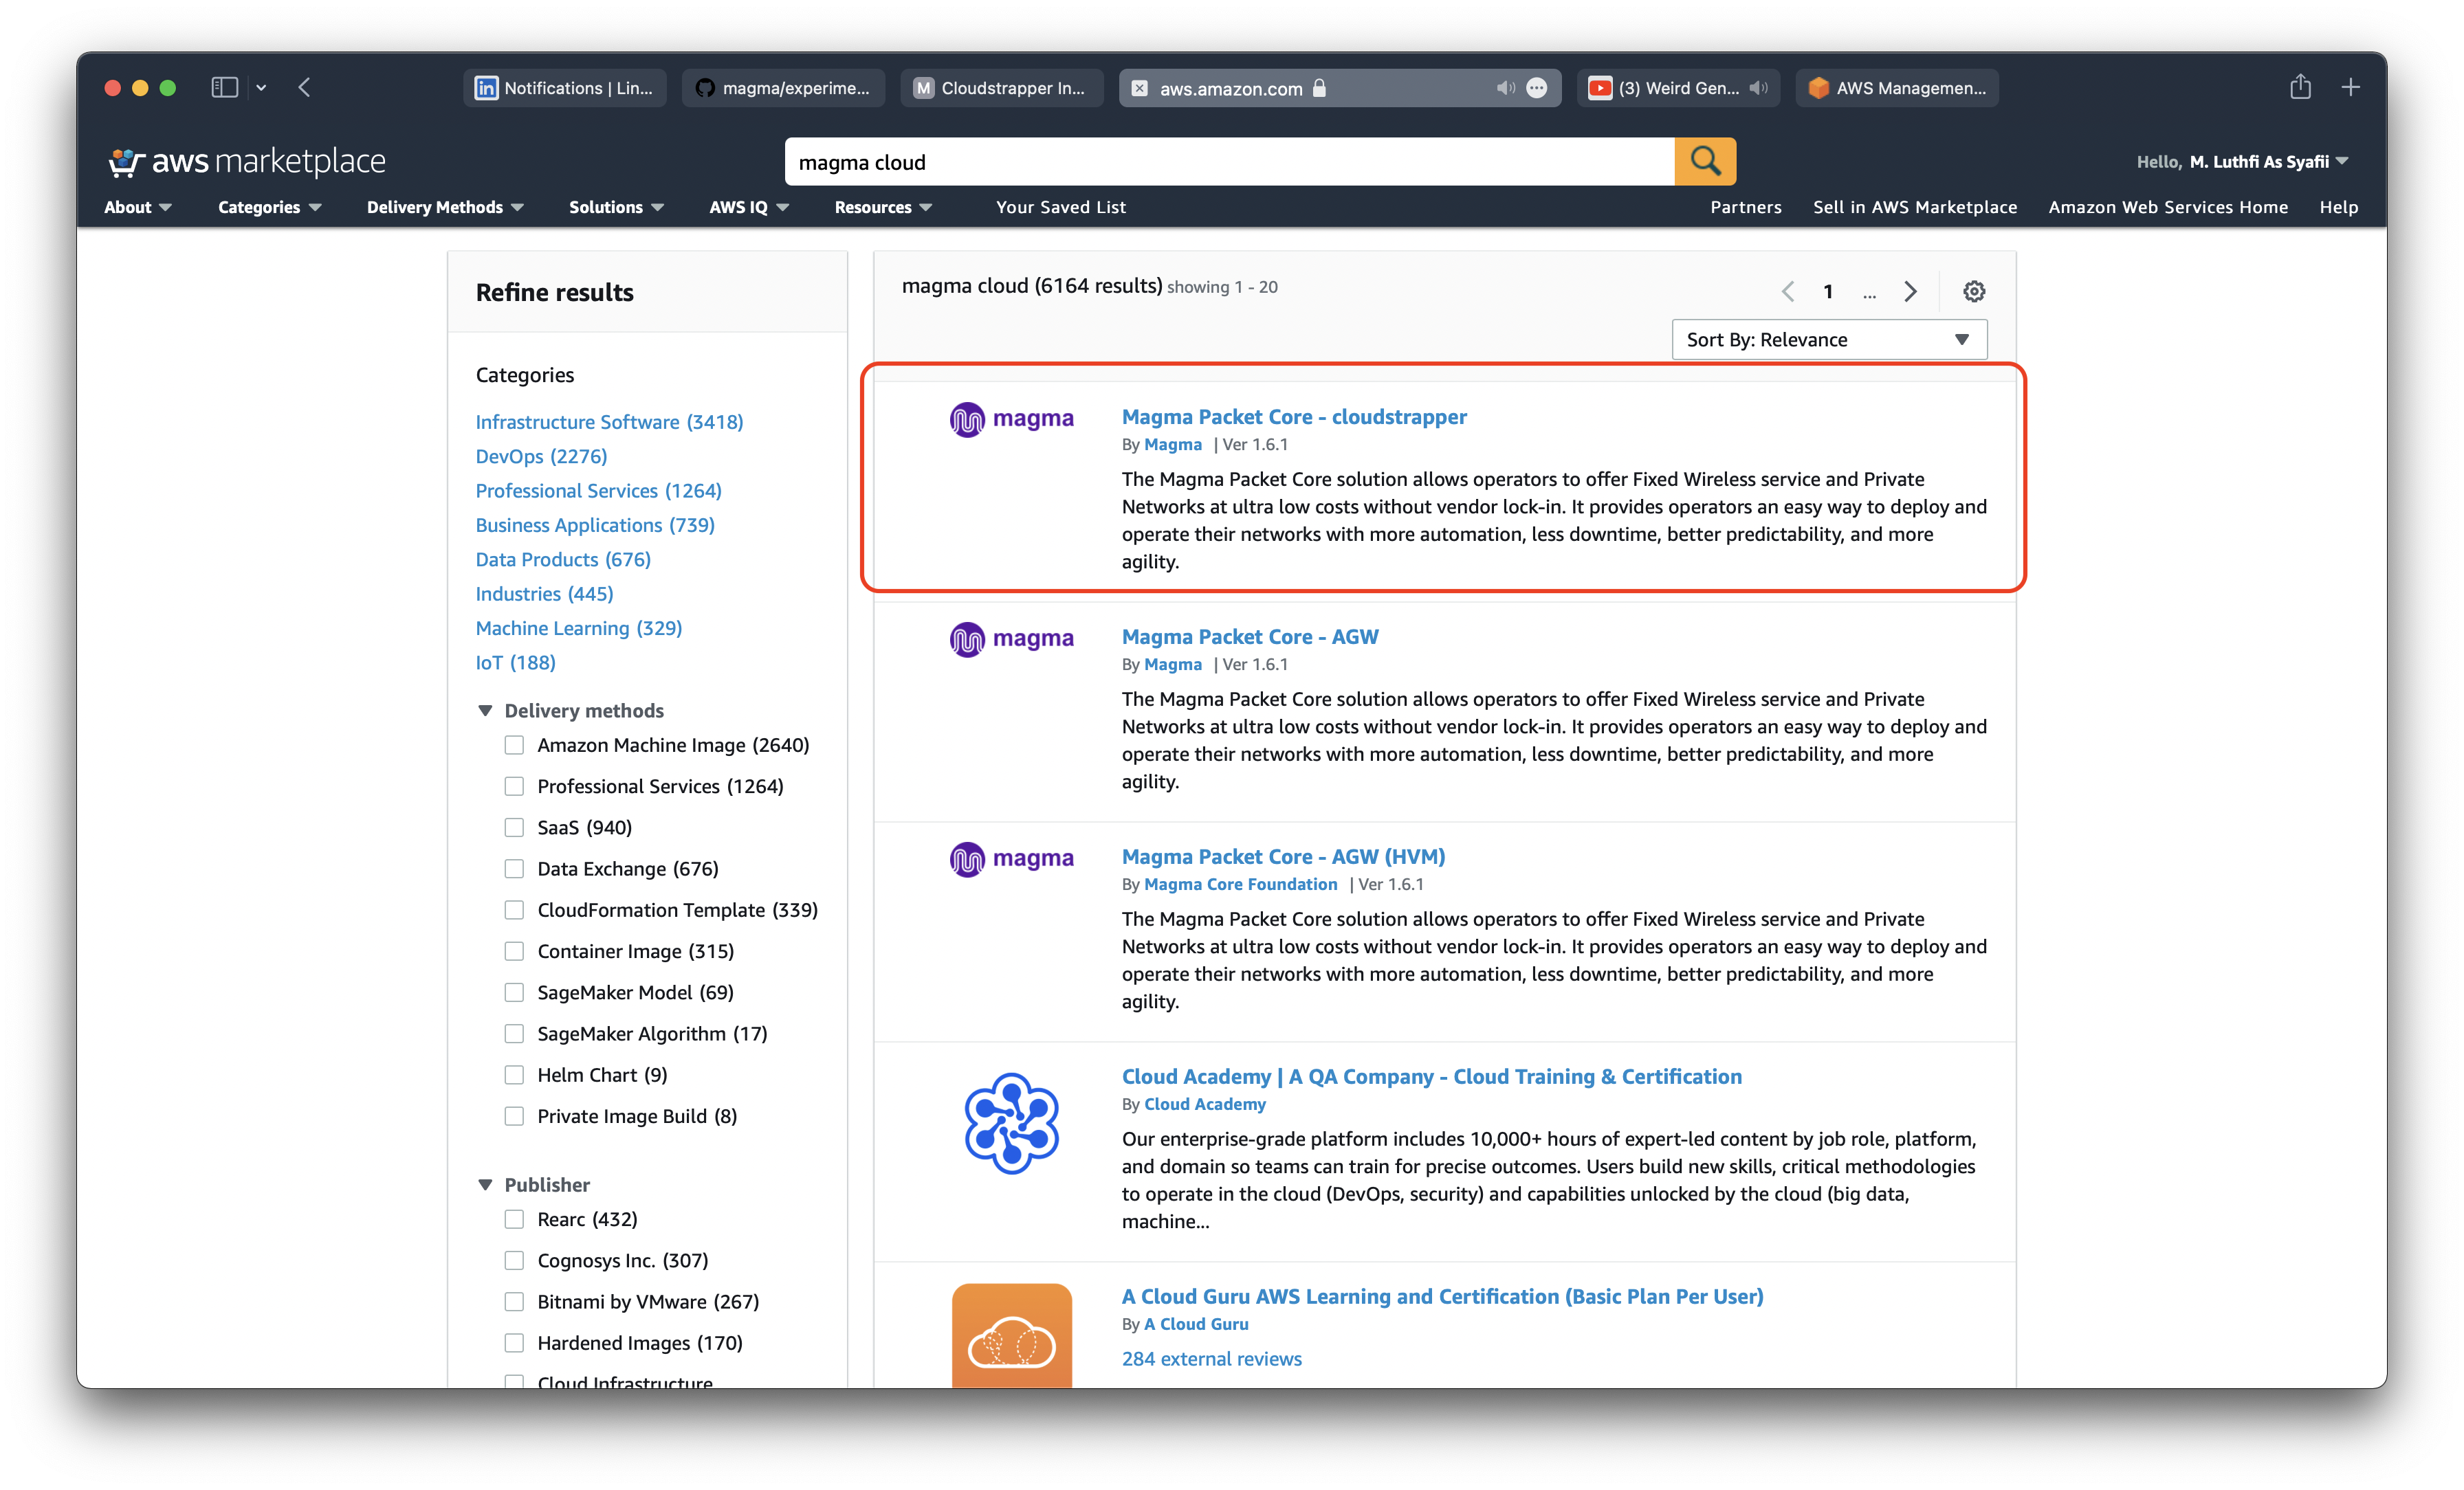 Notifications | Lin...
magma/experime...
M Cloudstrapper In...
aws.amazon.com
(3) Weird Gen...
AWS Managemen...
aws marketplace
magma cloud
Hello, M. Luthfi As Syafii
About
Categories
Delivery Methods
Solutions
AWS IQ
Resources
Your Saved List
Partners
Sell in AWS Marketplace
Amazon Web Services Home
Help
Refine results
Categories
Infrastructure Software (3418)
DevOps (2276)
Professional Services (1264)
Business Applications (739)
Data Products (676)
Industries (445)
Machine Learning (329)
IoT (188)
Delivery methods
Amazon Machine Image (2640)
Professional Services (1264)
SaaS (940)
Data Exchange (676)
CloudFormation Template (339)
Container Image (315)
SageMaker Model (69)
SageMaker Algorithm (17)
Helm Chart (9)
Private Image Build (8)
Publisher
Rearc (432)
Cognosys Inc. (307)
Bitnami by VMware (267)
Hardened Images (170)
Cloud Infrastructure
magma cloud (6164 results) showing 1 - 20
1 ...
Sort By: Relevance
magma
Magma Packet Core - cloudstrapper
By Magma | Ver 1.6.1
The Magma Packet Core solution allows operators to offer Fixed Wireless service and Private
Networks at ultra low costs without vendor lock-in. It provides operators an easy way to deploy and
operate their networks with more automation, less downtime, better predictability, and more
agility.
magma
Magma Packet Core - AGW
By Magma | Ver 1.6.1
The Magma Packet Core solution allows operators to offer Fixed Wireless service and Private
Networks at ultra low costs without vendor lock-in. It provides operators an easy way to deploy and
operate their networks with more automation, less downtime, better predictability, and more
agility.
magma
Magma Packet Core - AGW (HVM)
By Magma Core Foundation | Ver 1.6.1
The Magma Packet Core solution allows operators to offer Fixed Wireless service and Private
Networks at ultra low costs without vendor lock-in. It provides operators an easy way to deploy and
operate their networks with more automation, less downtime, better predictability, and more
agility.
Cloud Academy | A QA Company - Cloud Training & Certification
By Cloud Academy
Our enterprise-grade platform includes 10,000+ hours of expert-led content by job role, platform,
and domain so teams can train for precise outcomes. Users build new skills, critical methodologies
to operate in the cloud (DevOps, security) and capabilities unlocked by the cloud (big data,
machine...
A Cloud Guru AWS Learning and Certification (Basic Plan Per User)
By A Cloud Guru
284 external reviews